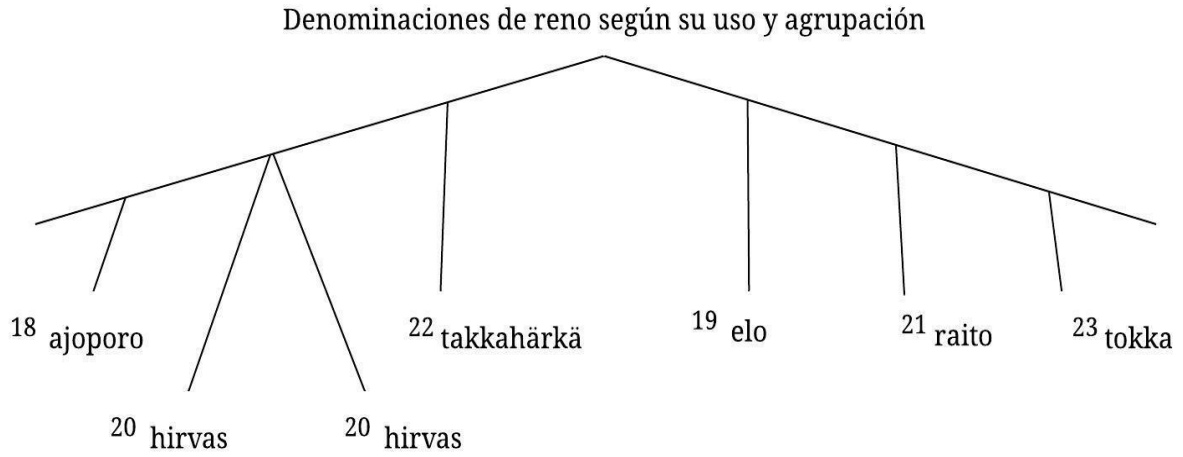 Denominaciones de reno según su uso y agrupación
18 ajoporo
22 takkahärkä
19 elo
21 raito
23 tokka
20 hirvas
20 hirvas